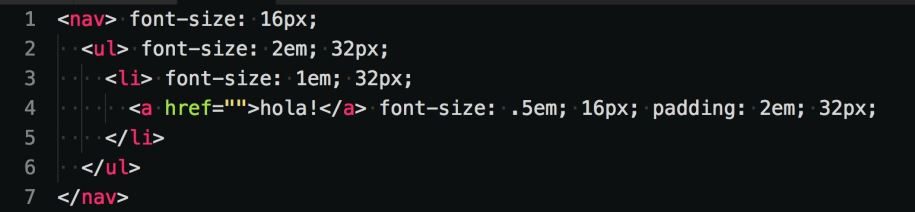 1 <nav> font-size: 16px;
2 <ul> font-size: 2em; 32px;
3 <li> font-size: 1em; 32px;
4 <a href="">hola!</a> font-size: .5em; 16px; padding: 2em; 32px;
5 </li>
6 </ul>
7 </nav>